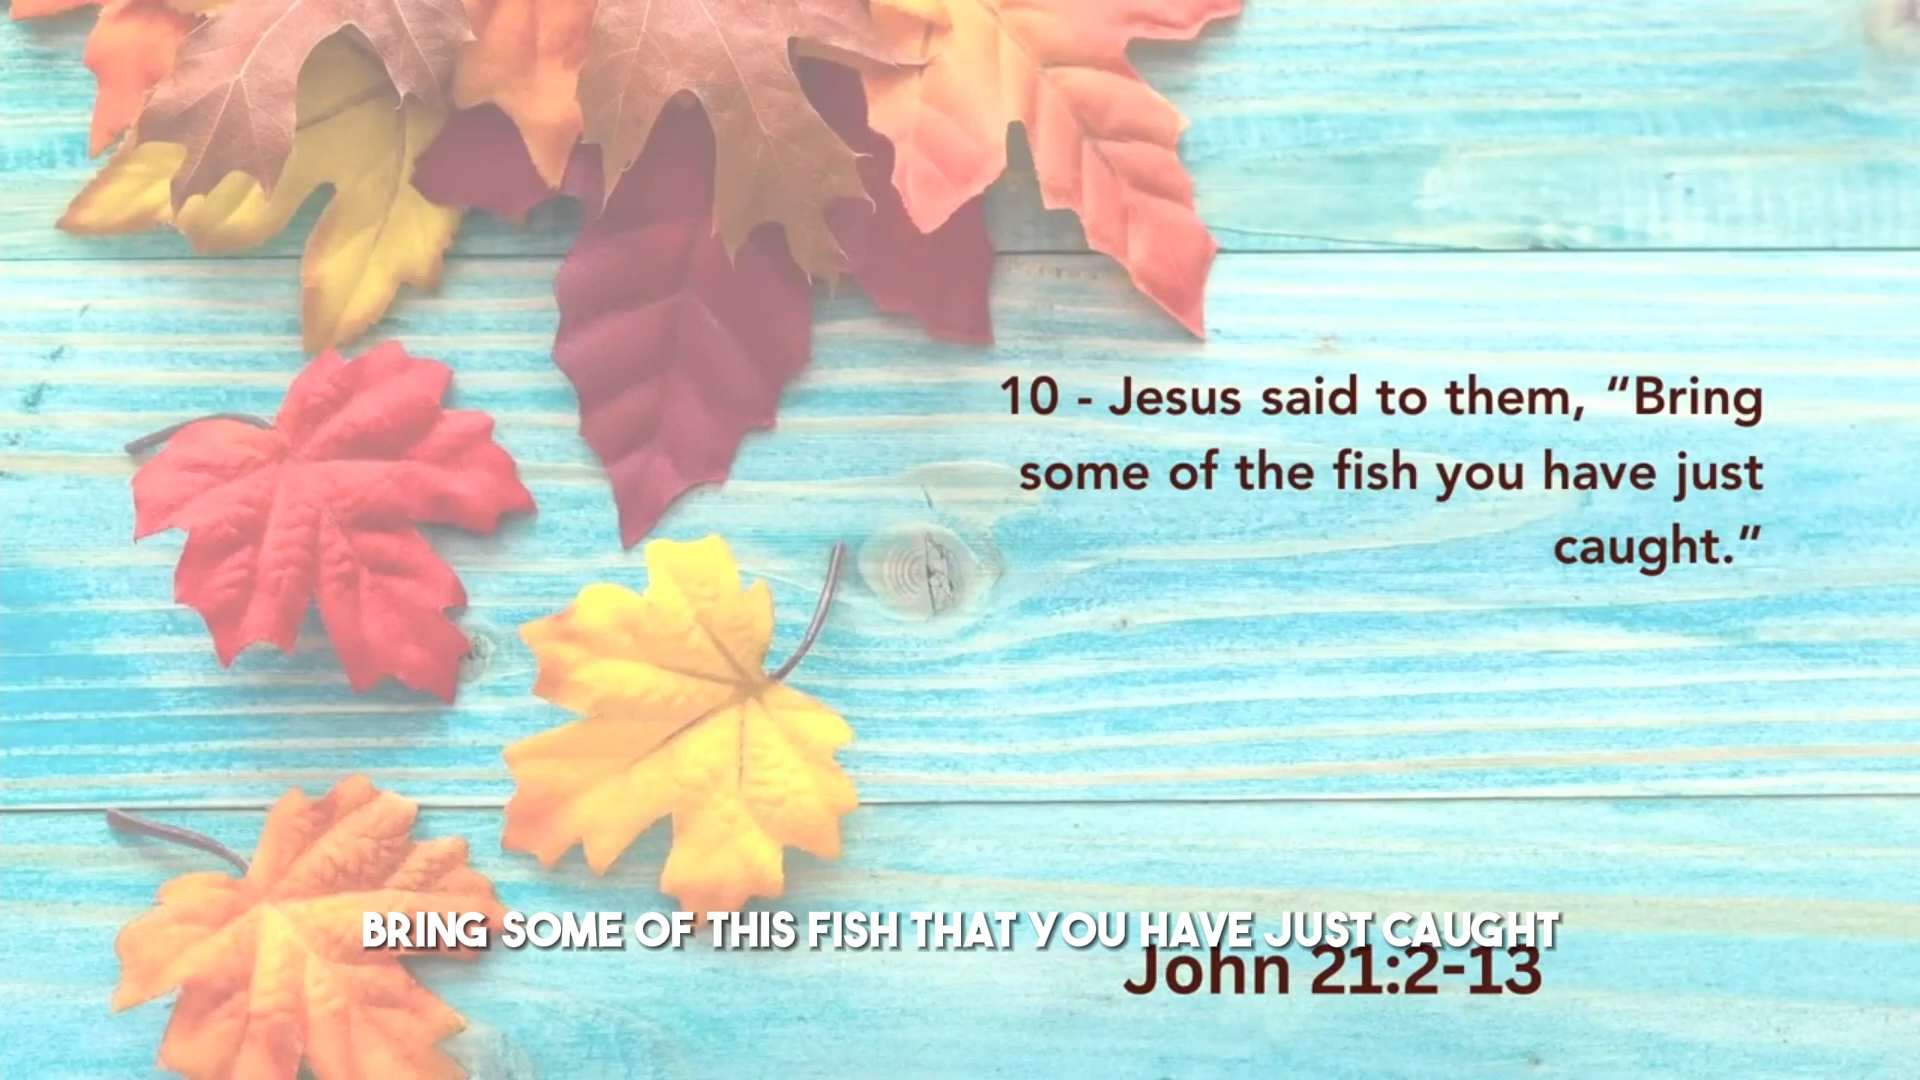 10 - Jesus said to them, “Bring
some of the fish you have just
caught.”
BRING SOME OF THIS FISH THAT YOU HAVE JUST CAUGHT
John 21:2-13